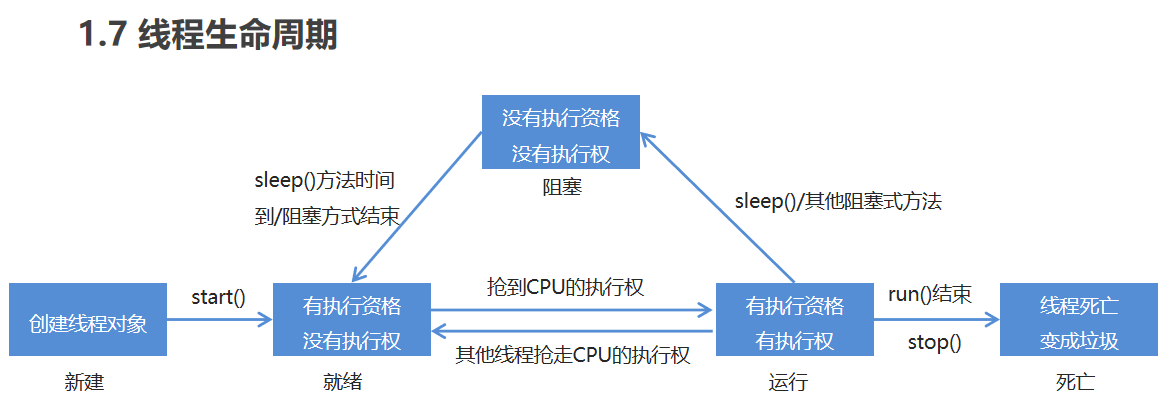 1.7 线程生命周期
没有执行资格
没有执行权
阻塞
sleep()方法时间
到/阻塞方式结束
sleep()/其他阻塞式方法
创建线程对象
新建
start()
有执行资格
没有执行权
就绪
抢到CPU的执行权
其他线程抢走CPU的执行权
有执行资格
有执行权
运行
run()结束
stop()
线程死亡
变成垃圾
死亡